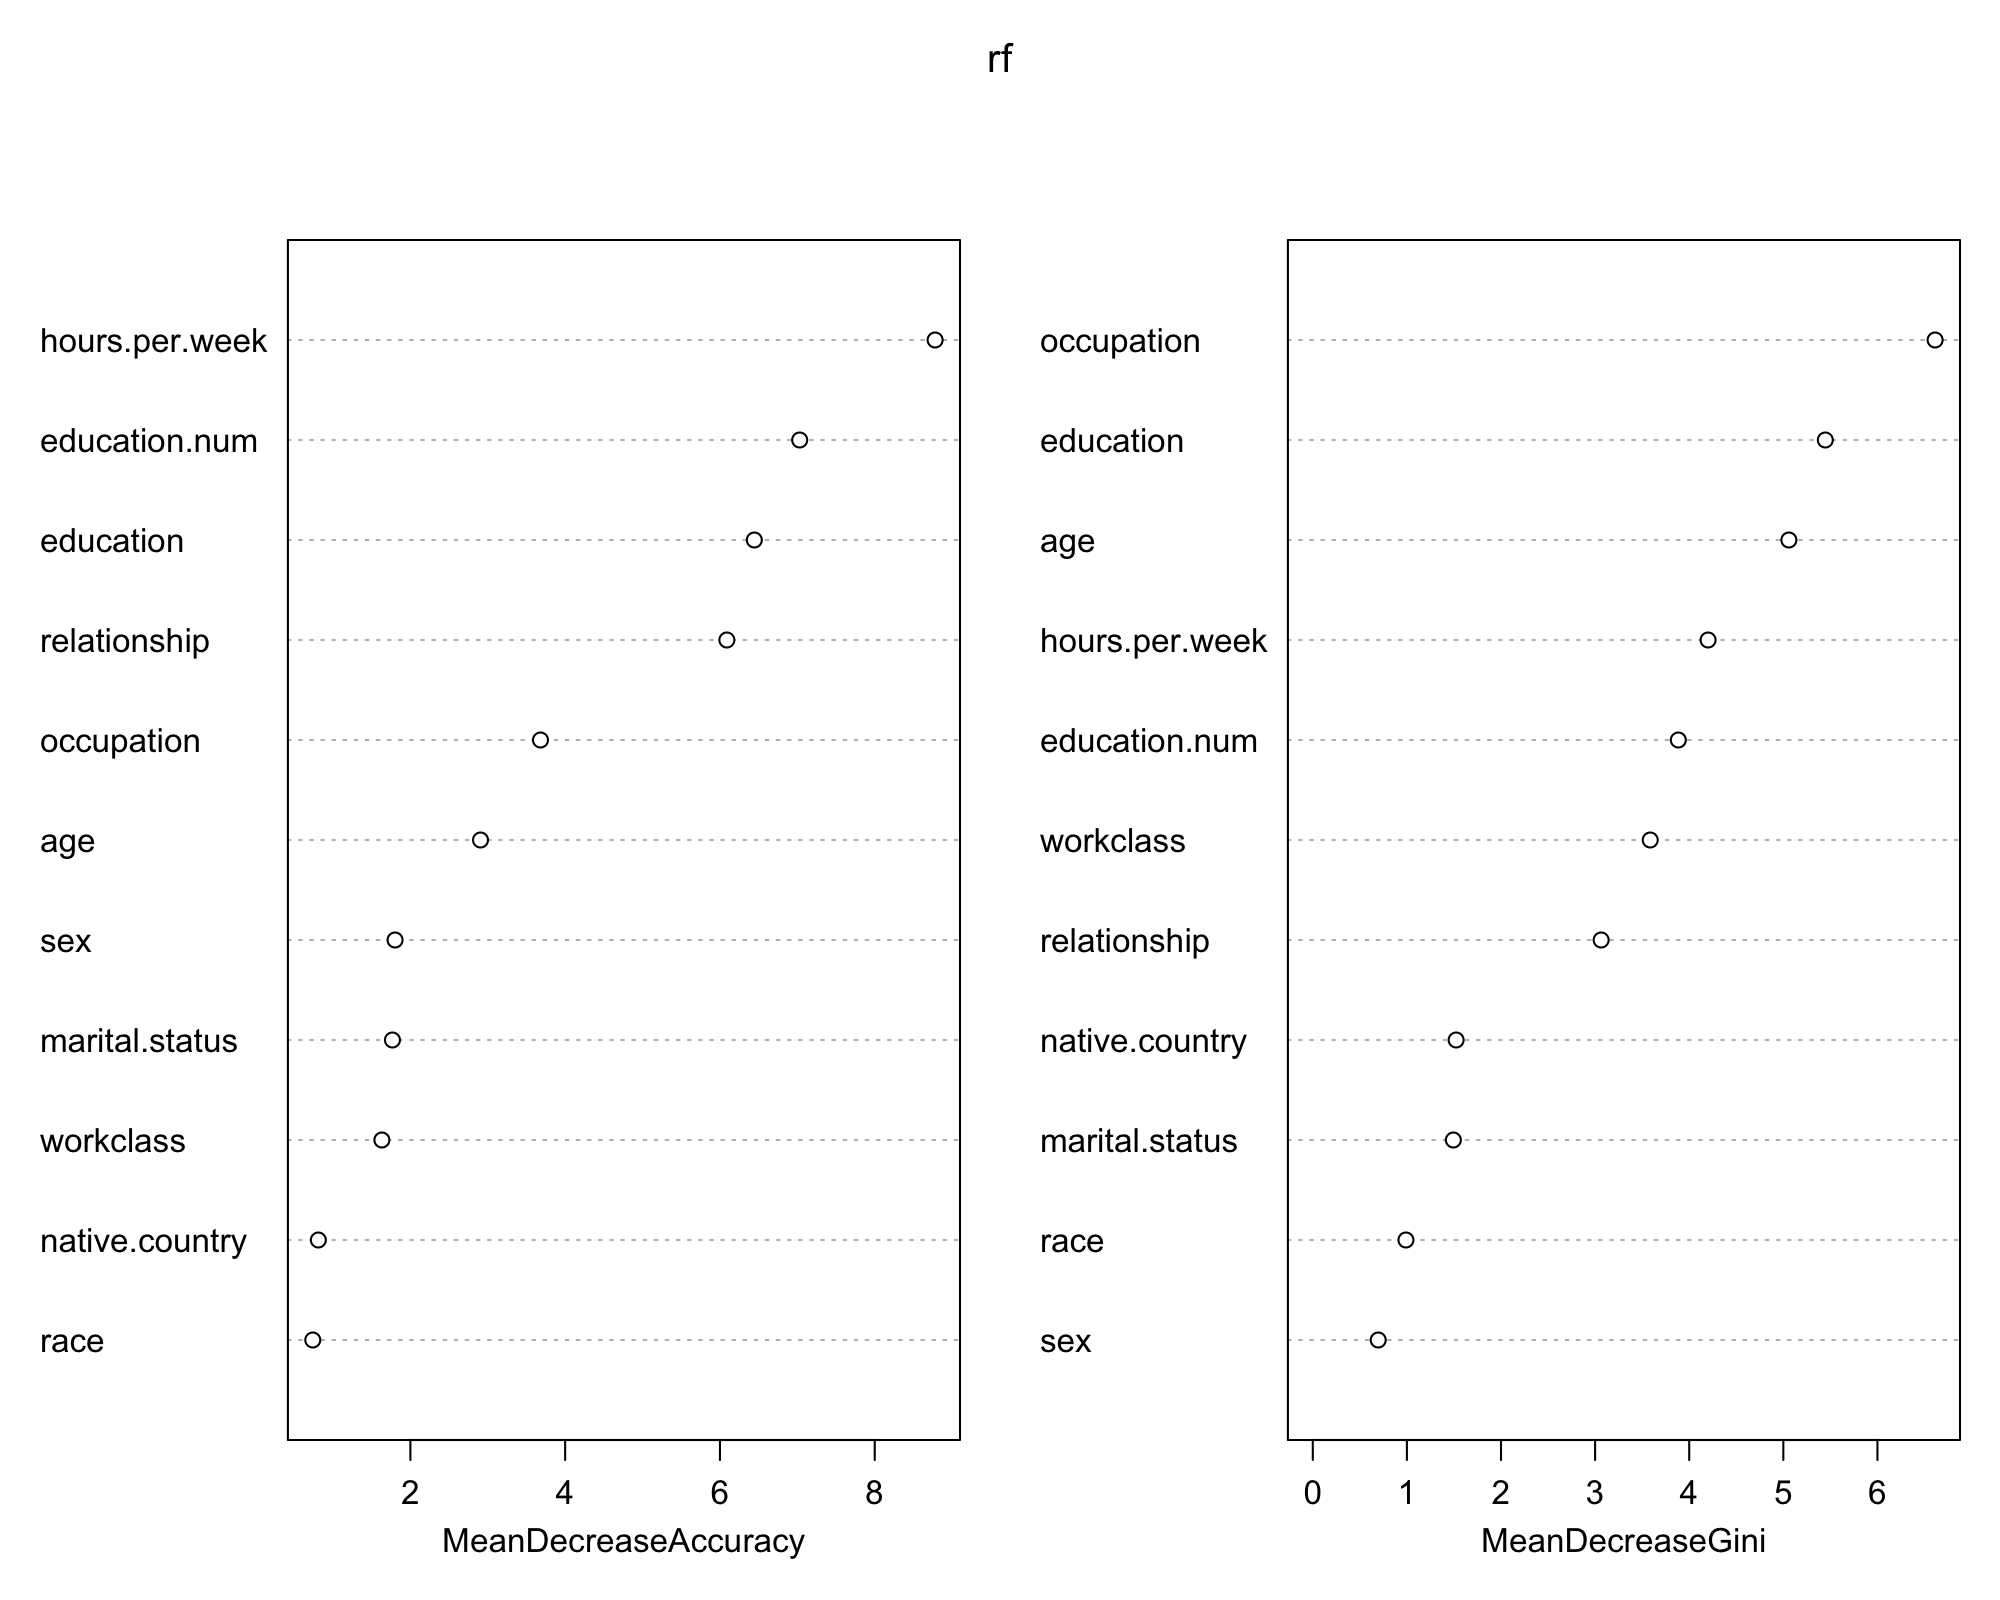 rf
hours.per.week
education.num
education
relationship
occupation
age
sex
marital.status
workclass
native.country
race
2 4 6 8
MeanDecreaseAccuracy
occupation
education
age
hours.per.week
education.num
workclass
relationship
native.country
marital.status
race
sex
0 1 2 3 4 5 6
MeanDecreaseGini